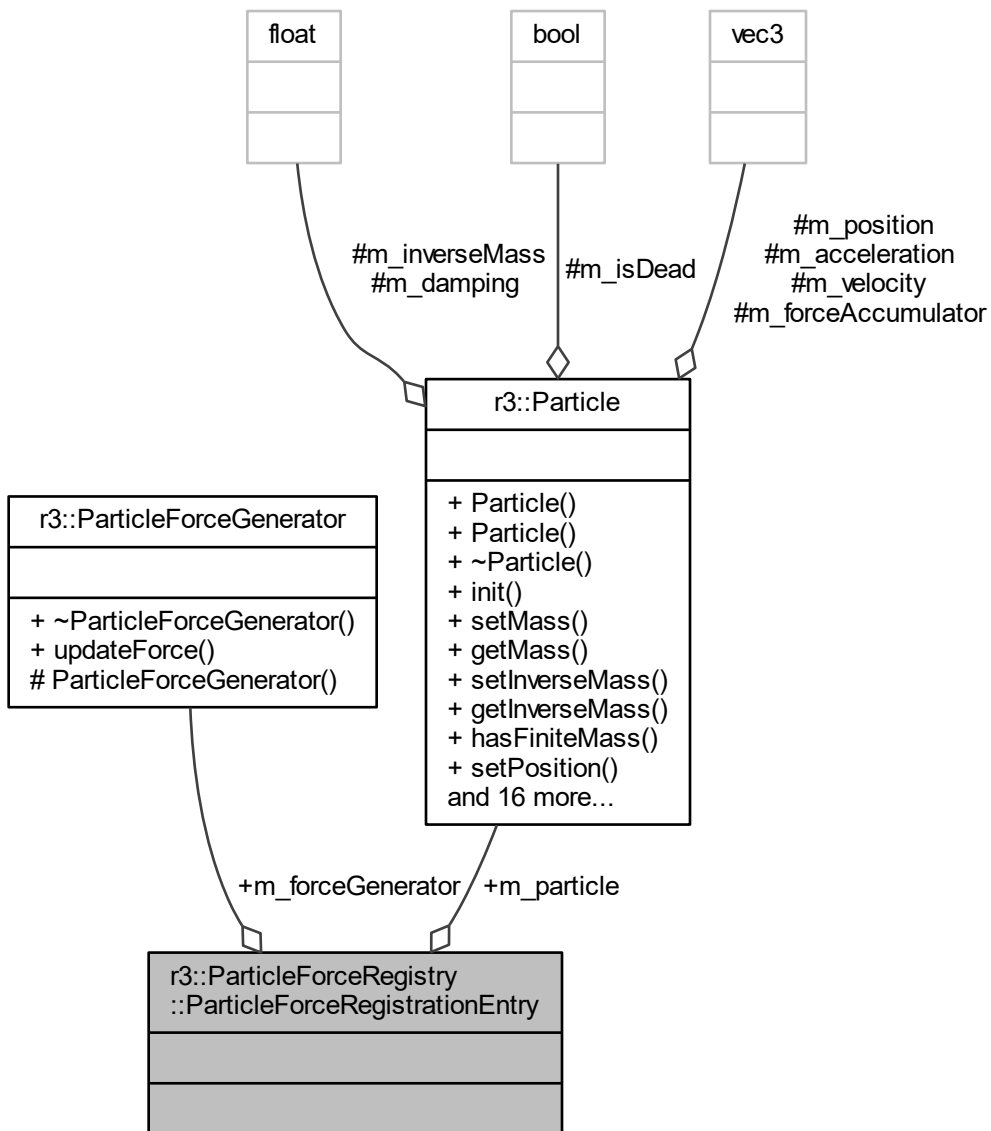 float
bool
vec3
#m_inverseMass
#m_damping
#m_isDead
#m_position
#m_acceleration
#m_velocity
#m_forceAccumulator
r3::Particle
+ Particle()
+ Particle()
+ ~Particle()
+ init()
+ setMass()
+ getMass()
+ setInverseMass()
+ getInverseMass()
+ hasFiniteMass()
+ setPosition()
and 16 more...
r3::ParticleForceGenerator
+ ~ParticleForceGenerator()
+ updateForce()
# ParticleForceGenerator()
+m_forceGenerator
+m_particle
r3::ParticleForceRegistry
::ParticleForceRegistrationEntry